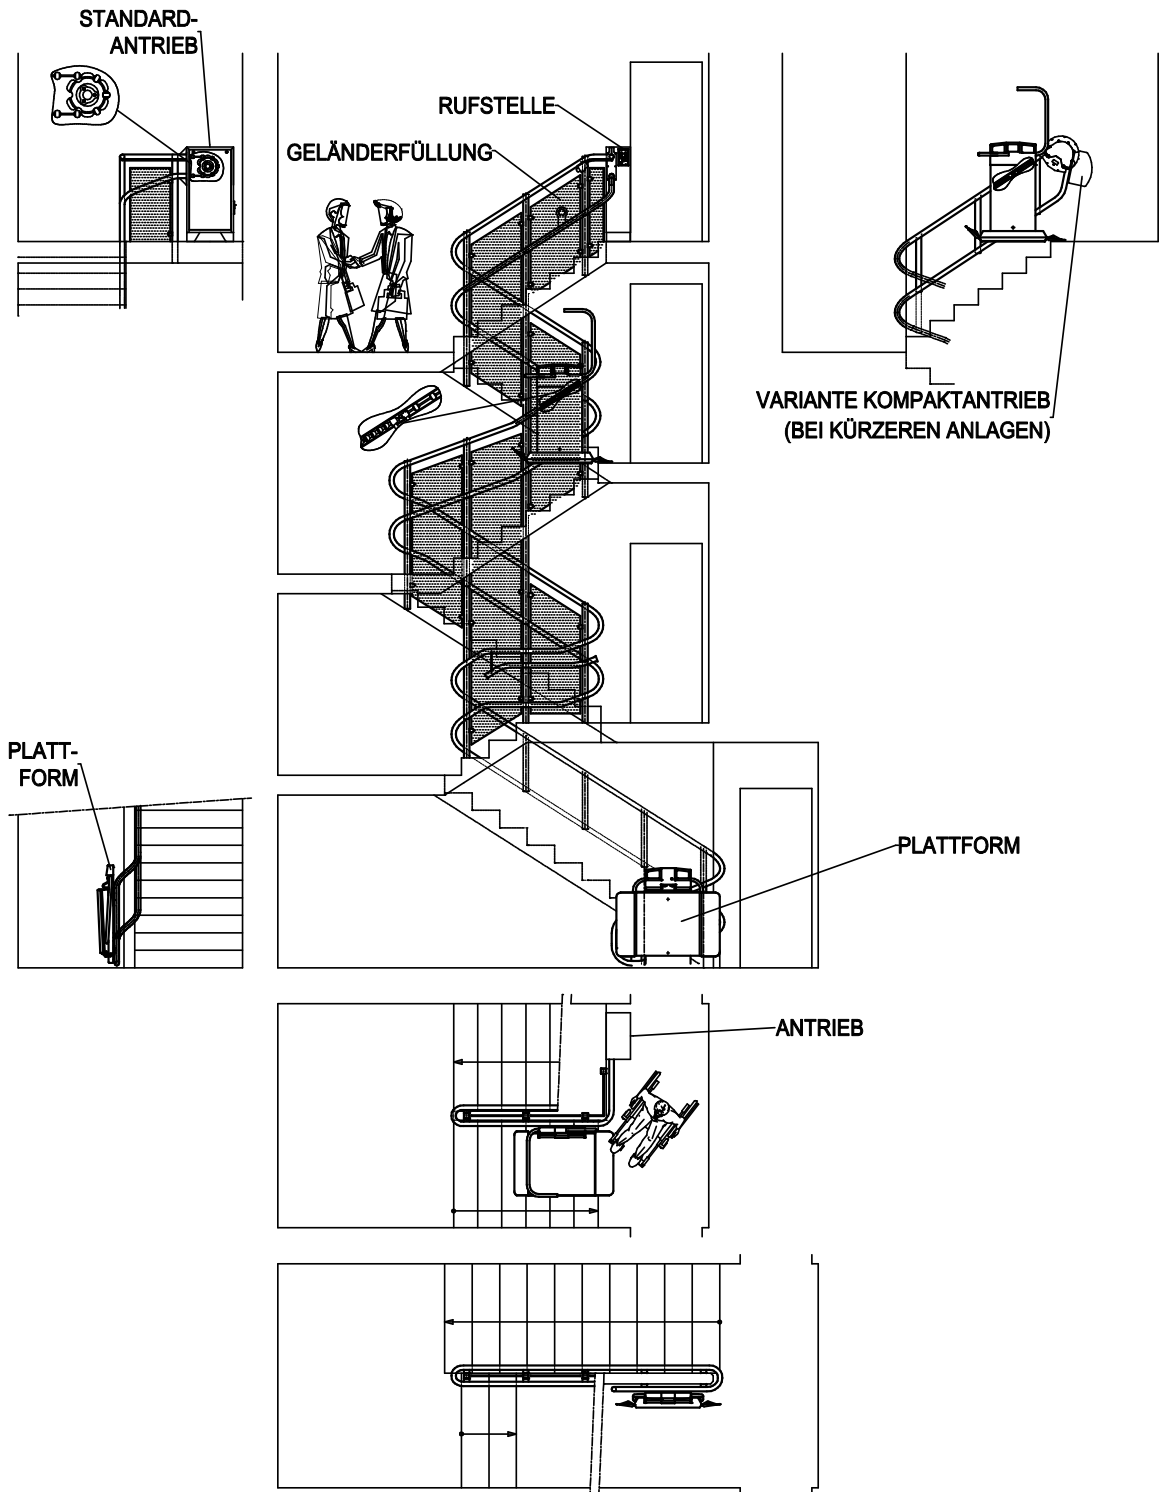 STANDARD-
ANTRIEB
RUFSTELLE
GELÄNDERFÜLLUNG
VARIANTE KOMPAKTANTRIEB
(BEI KÜRZEREN ANLAGEN)
PLATT-
FORM
PLATTFORM
ANTRIEB